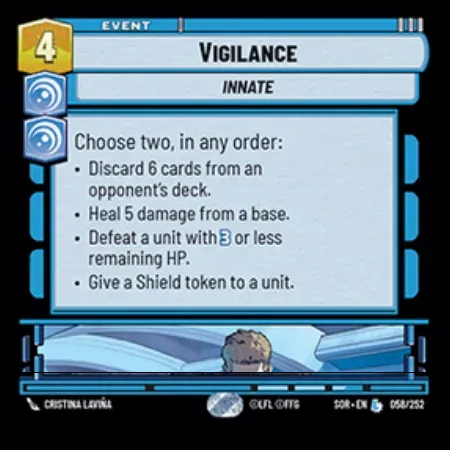 EVENT
4
VIGILANCE
INNATE
Choose two, in any order:
• Discard 6 cards from an
opponent's deck.
• Heal 5 damage from a base.
• Defeat a unit with 3 or less
remaining HP.
• Give a Shield token to a unit.
CRISTINA LAVIÑA
©LFL ©FFG
SOR • EN
058/252